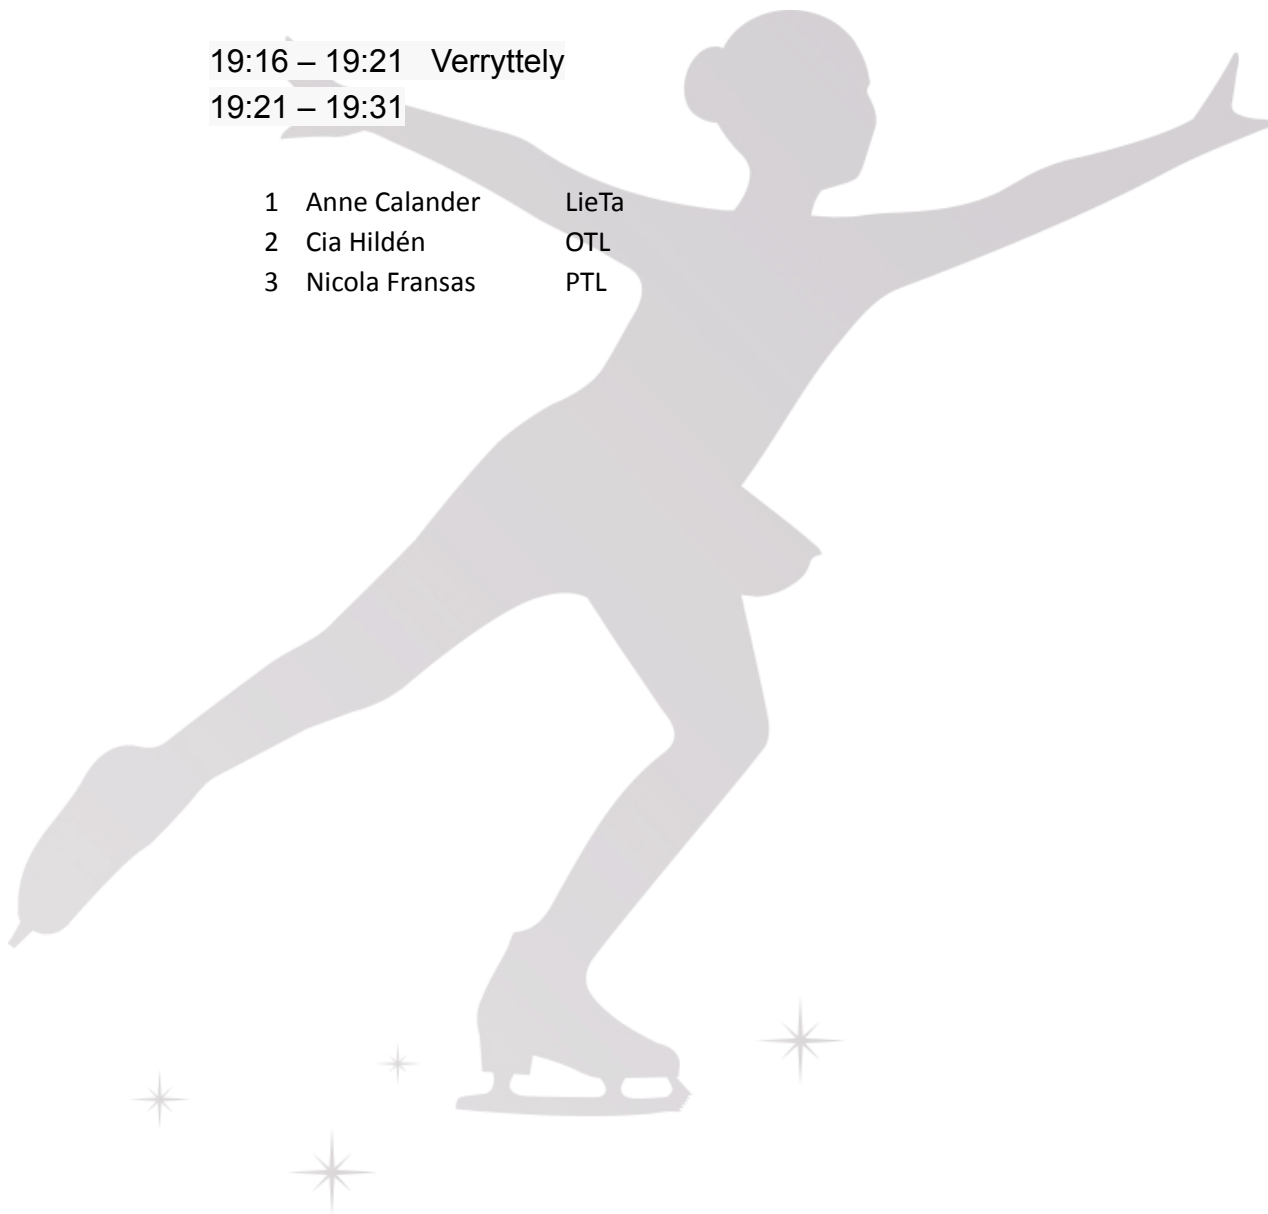 19:16 – 19:21 Verryttely
19:21 – 19:31
1 Anne Calander LieTa
2 Cia Hildén OTL
3 Nicola Fransas PTL